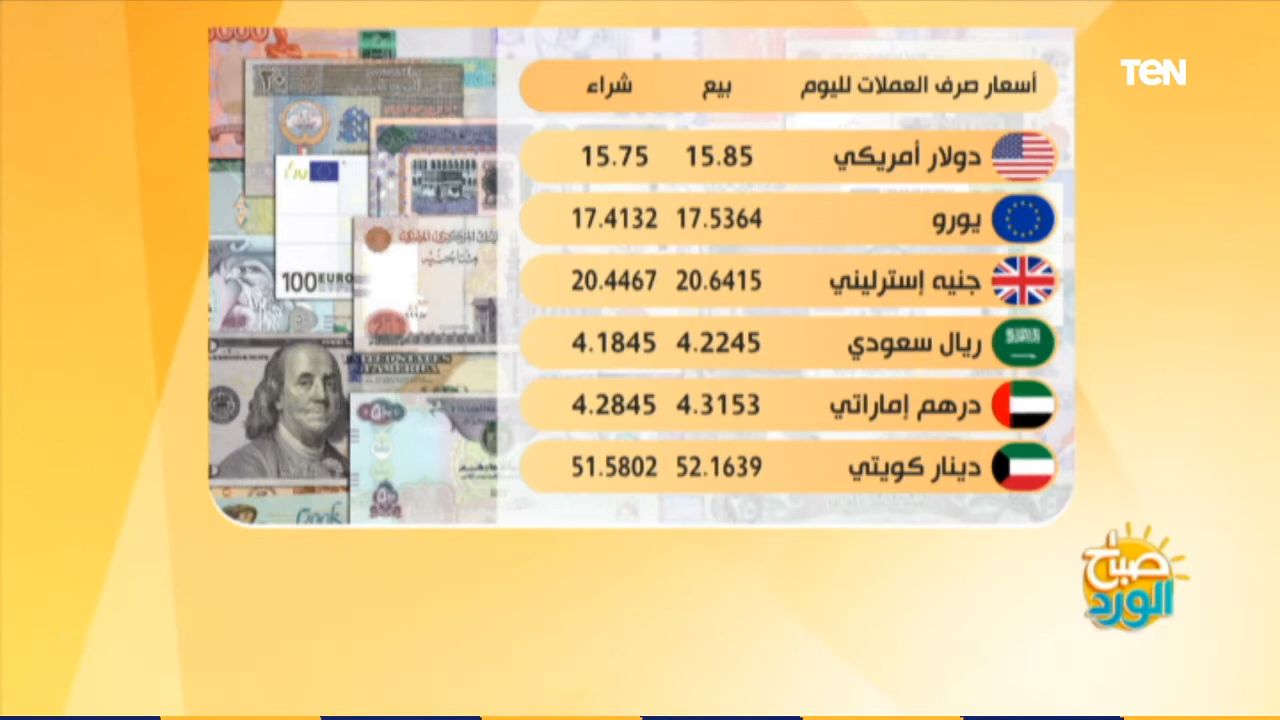 TEN
أسعار صرف العملات لليوم بيع شراء
دولار أمريكي 15.85 15.75
يورو 17.5364 17.4132
جنيه إسترليني 20.6415 20.4467
ريال سعودي 4.2245 4.1845
درهم إماراتي 4.3153 4.2845
دينار كويتي 52.1639 51.5802
100 EURO
صباح
الورد